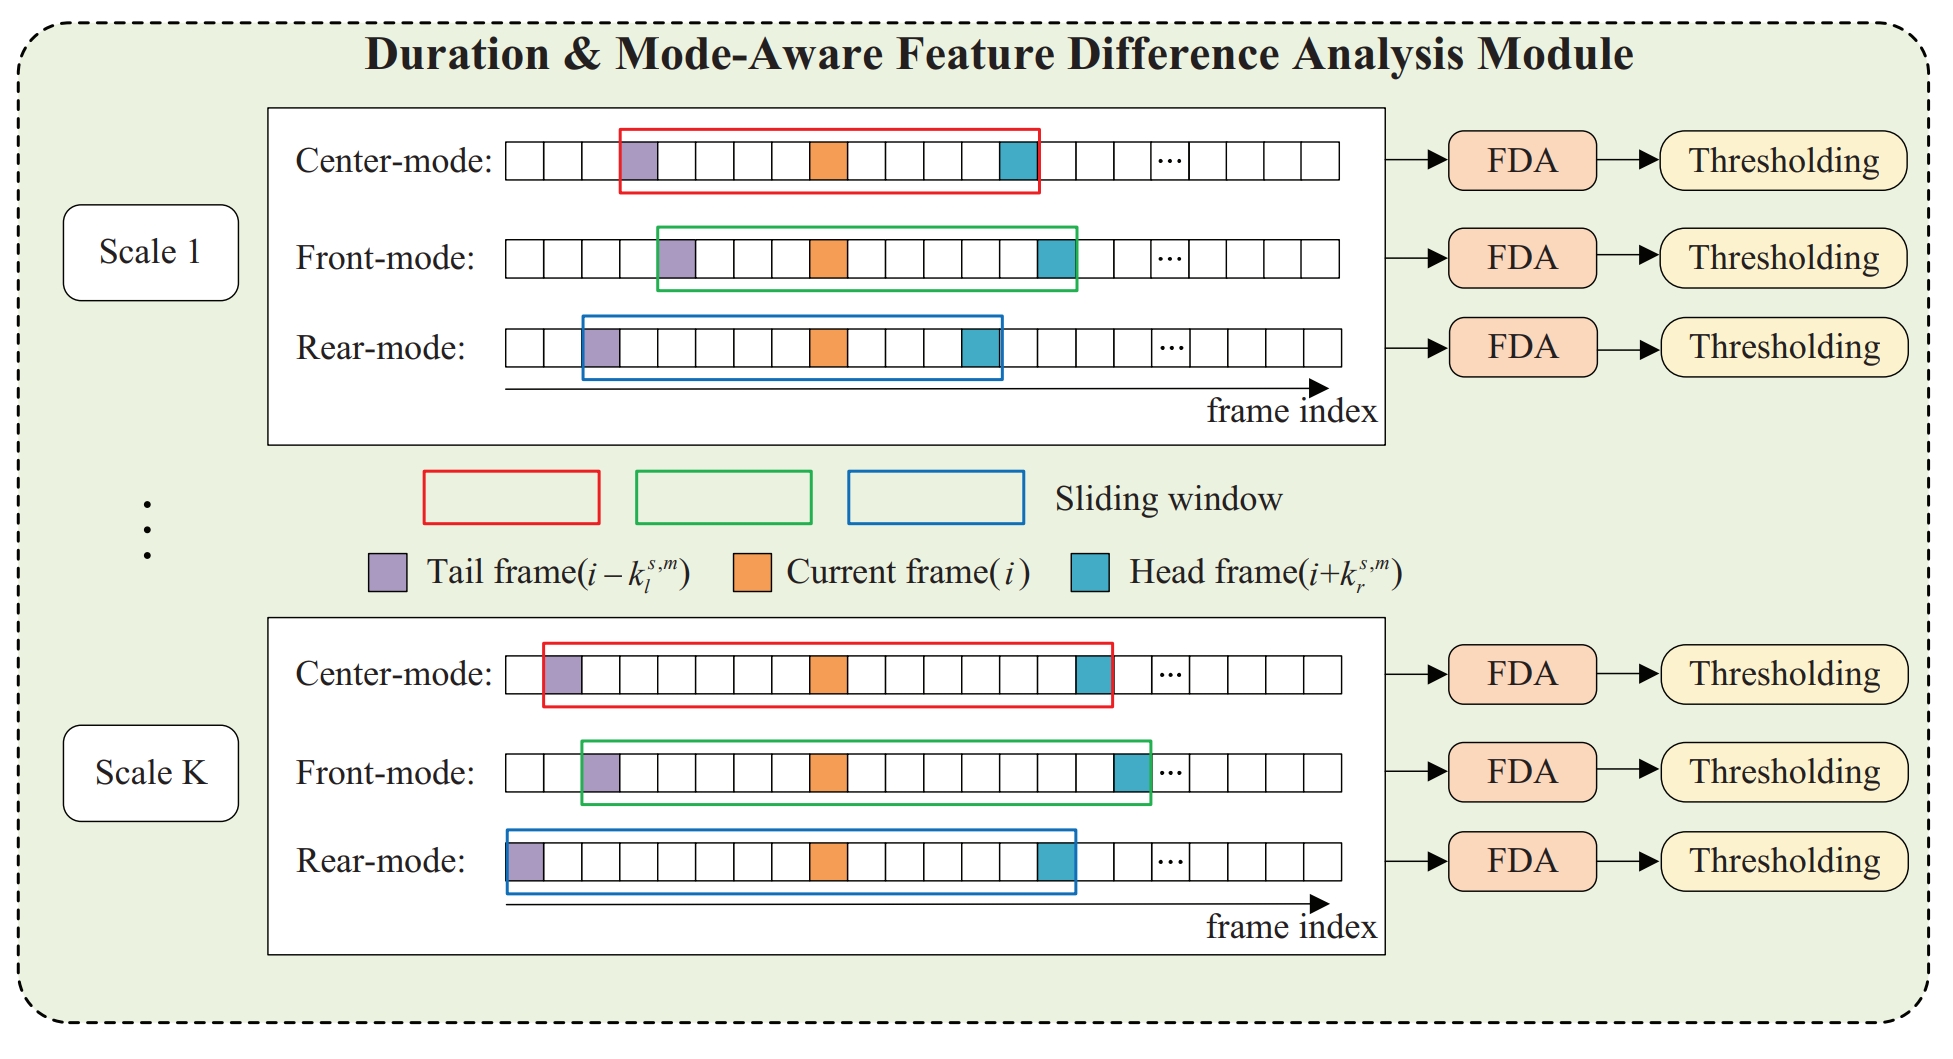 Duration & Mode-Aware Feature Difference Analysis Module
Scale 1
Center-mode: ... FDA Thresholding
Front-mode: ... FDA Thresholding
Rear-mode: ... FDA Thresholding
frame index
Sliding window
Tail frame(i − k_l^{s,m}) Current frame(i) Head frame(i+k_r^{s,m})
Scale K
Center-mode: ... FDA Thresholding
Front-mode: ... FDA Thresholding
Rear-mode: ... FDA Thresholding
frame index